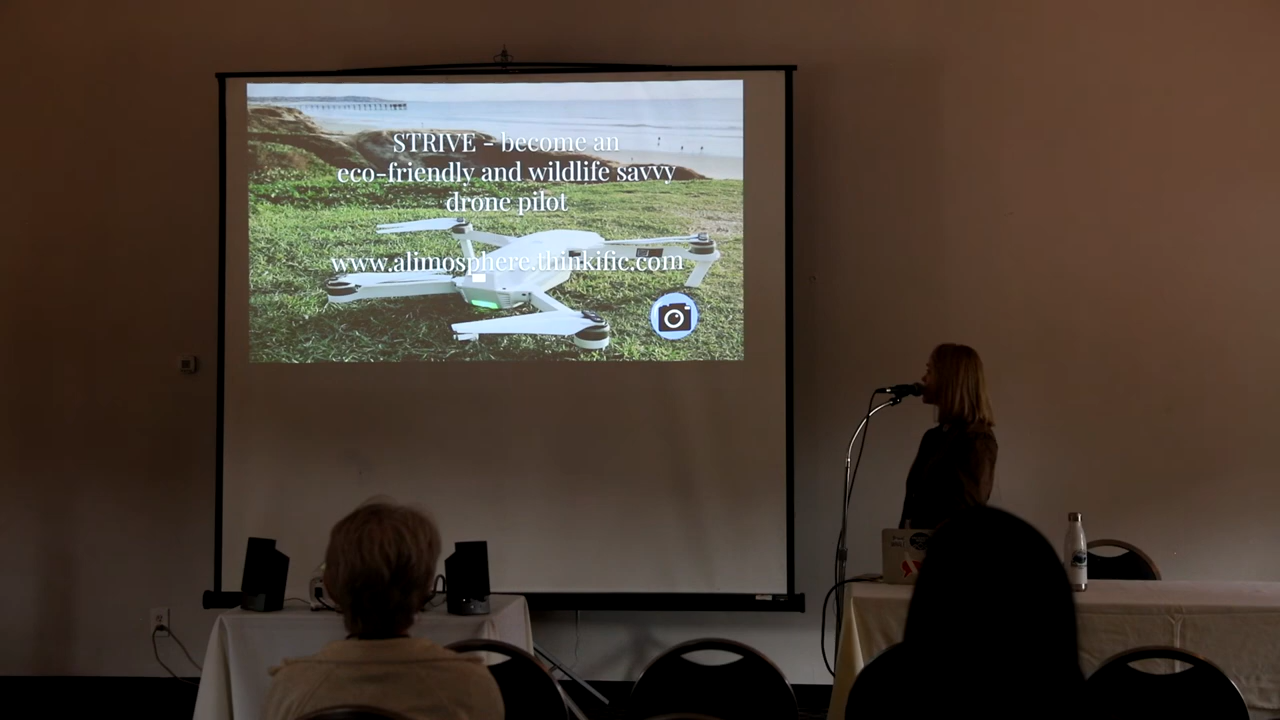 STRIVE - become an
eco-friendly and wildlife savvy
drone pilot
www.alimosphere.thinkific.com